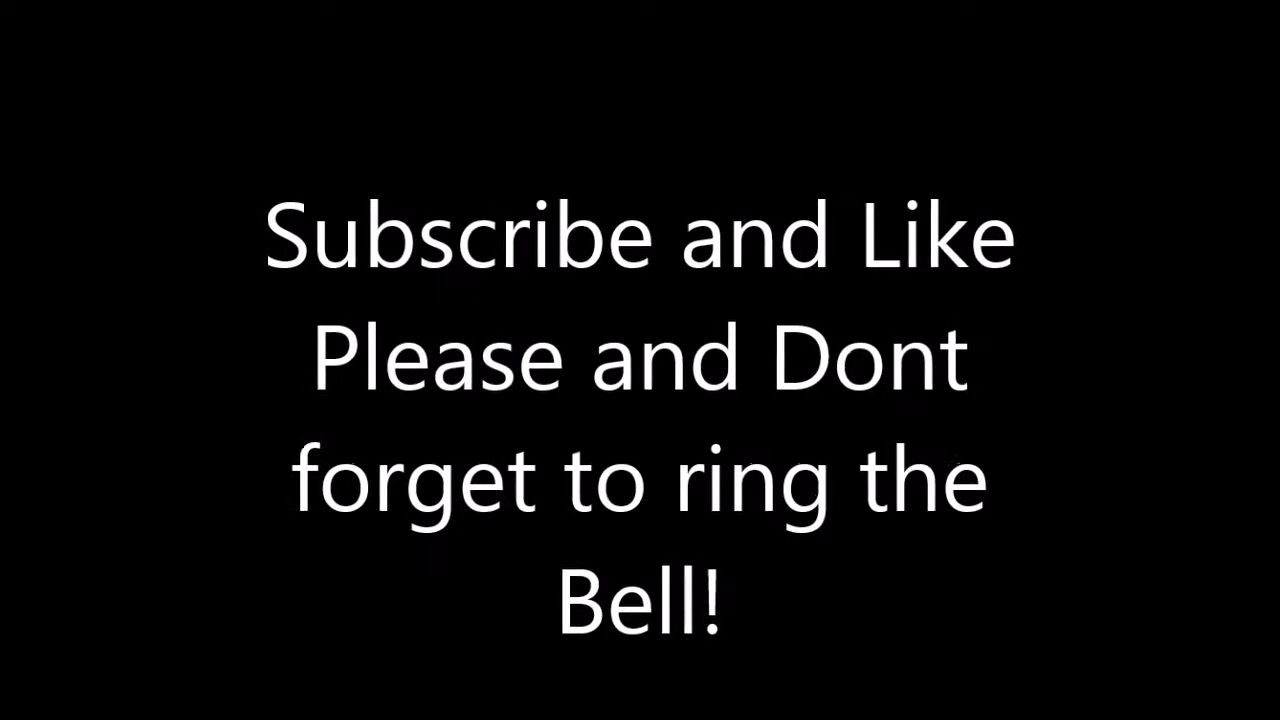 Subscribe and Like
Please and Dont
forget to ring the
Bell!